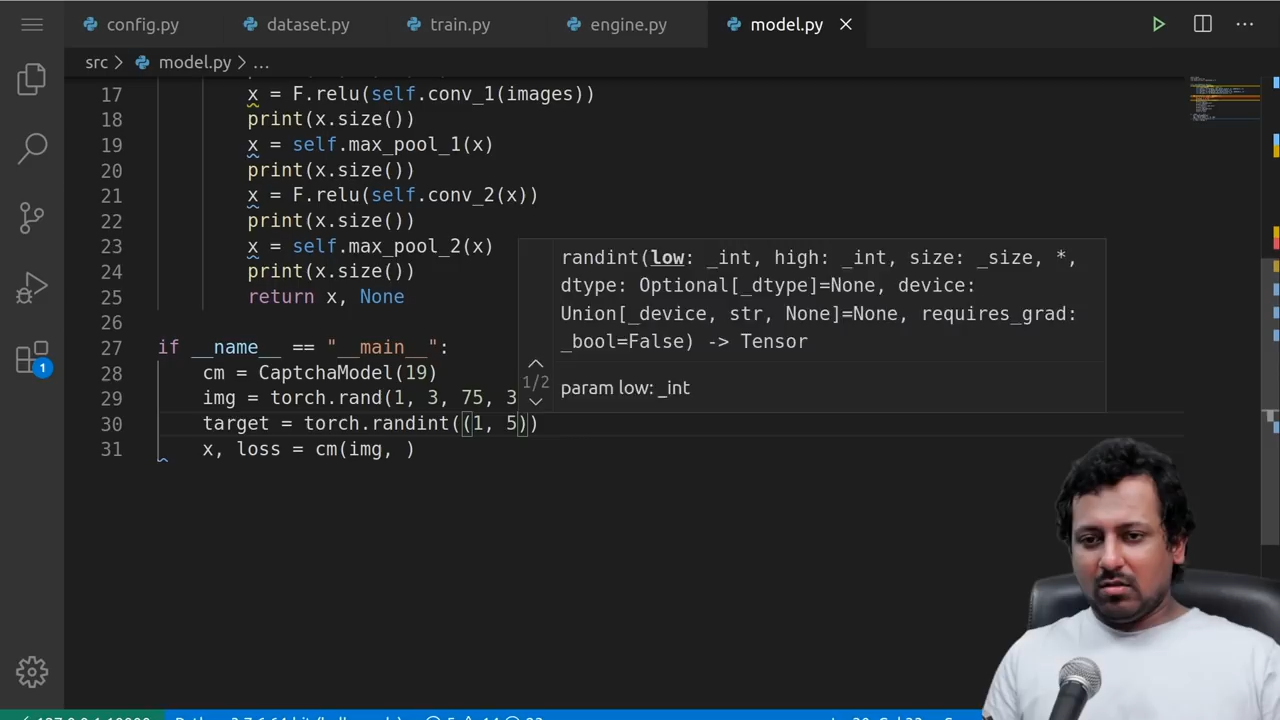 config.py dataset.py train.py engine.py model.py
src model.py ...
17 x = F.relu(self.conv_1(images))
18 print(x.size())
19 x = self.max_pool_1(x)
20 print(x.size())
21 x = F.relu(self.conv_2(x))
22 print(x.size())
23 x = self.max_pool_2(x)
24 print(x.size())
25 return x, None
26
27 if __name__ == "__main__":
28 cm = CaptchaModel(19)
29 img = torch.rand(1, 3, 75, 3
30 target = torch.randint((1, 5))
31 x, loss = cm(img, )
randint(low: _int, high: _int, size: _size, *,
dtype: Optional[_dtype]=None, device:
Union[_device, str, None]=None, requires_grad:
_bool=False) -> Tensor
1/2
param low: _int
1